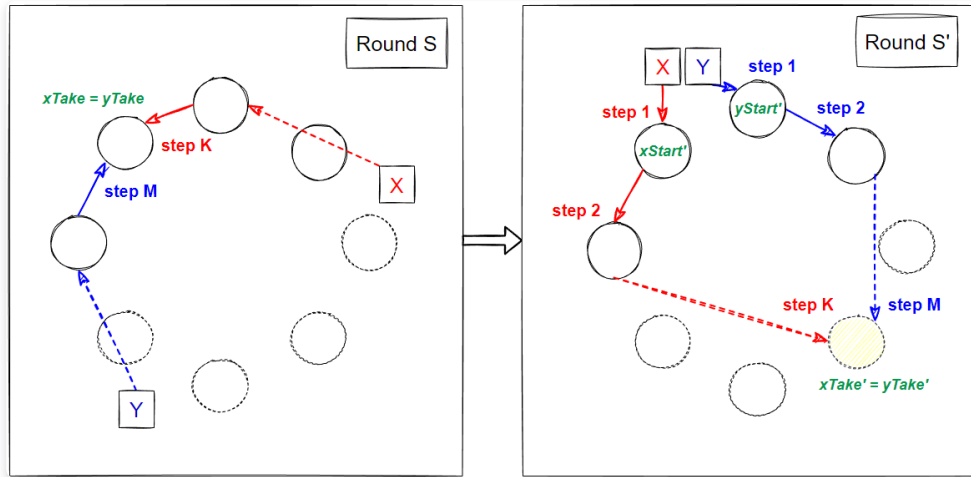 Round S
xTake = yTake
step K
step M
X
Y
Round S'
X
Y
step 1
step 1
yStart'
step 2
xStart'
step 2
step K
step M
xTake' = yTake'